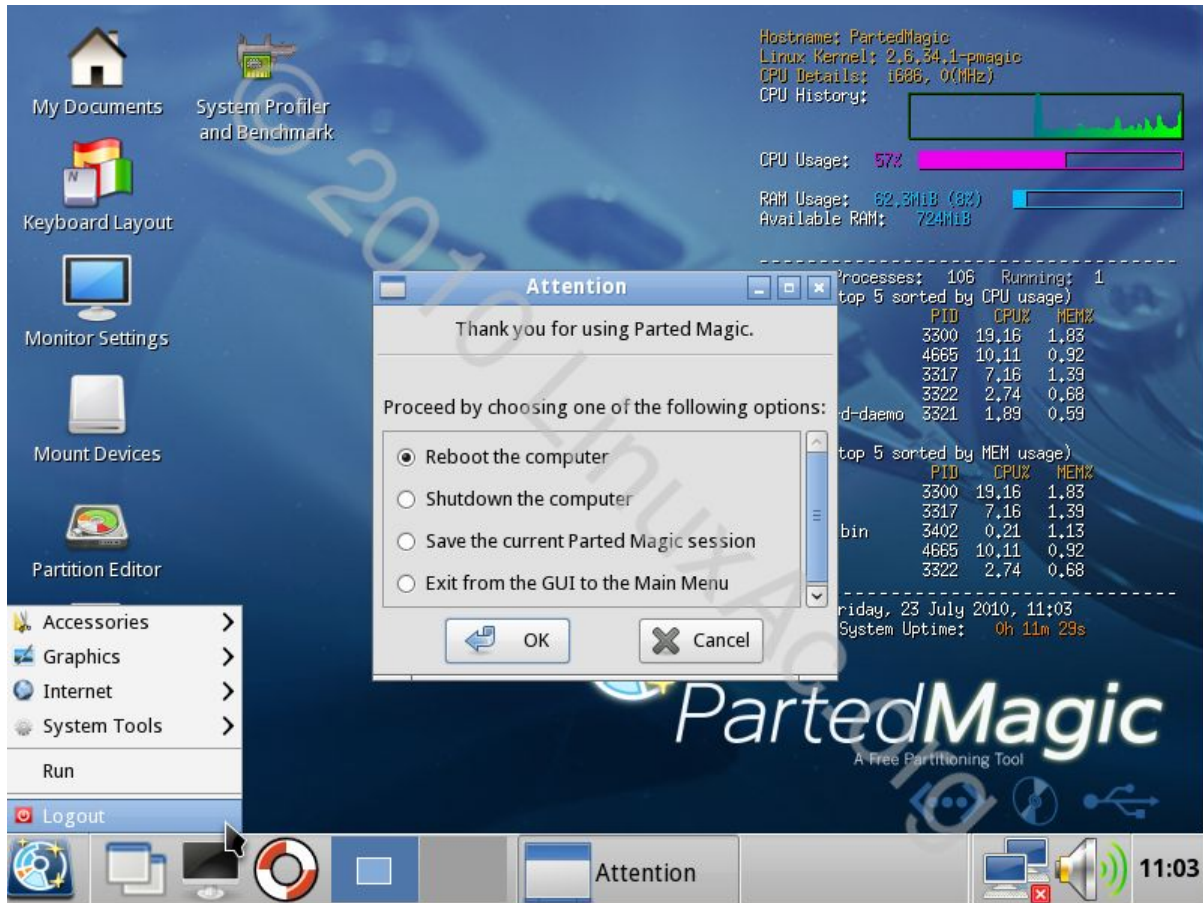 My Documents
System Profiler
and Benchmark
Keyboard Layout
Monitor Settings
Mount Devices
Partition Editor
Hostname: PartedMagic
Linux Kernel: 2.6.34.1-pmagic
CPU Details: i686, 0(MHz)
CPU History:
CPU Usage: 57%
RAM Usage: 62.3MiB (8%)
Available RAM: 724MiB
Processes: 106 Running: 1
top 5 sorted by CPU usage)
PID CPU% MEM%
3300 19.16 1.83
4665 10.11 0.92
3317 7.16 1.39
3322 2.74 0.68
d-daemo 3321 1.89 0.59
top 5 sorted by MEM usage)
PID CPU% MEM%
3300 19.16 1.83
3317 7.16 1.39
bin 3402 0.21 1.13
4665 10.11 0.92
3322 2.74 0.68
riday, 23 July 2010, 11:03
System Uptime: 0h 11m 29s
Attention
Thank you for using Parted Magic.
Proceed by choosing one of the following options:
Reboot the computer
Shutdown the computer
Save the current Parted Magic session
Exit from the GUI to the Main Menu
OK Cancel
PartedMagic
A Free Partitioning Tool
Accessories
Graphics
Internet
System Tools
Run
Logout
Attention
11:03
© 2010 LinuxAc.org